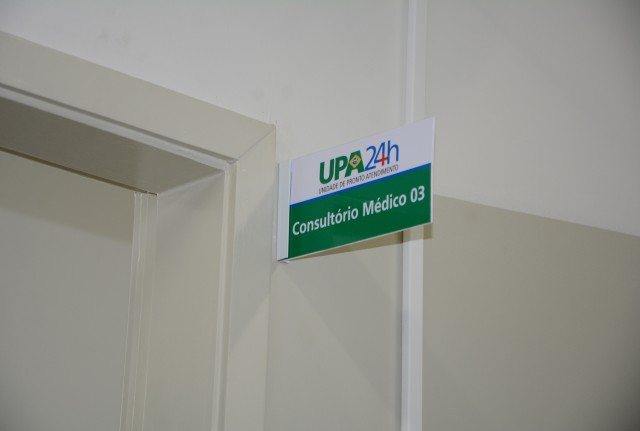 UPA24h
UNIDADE DE PRONTO ATENDIMENTO
Consultório Médico 03